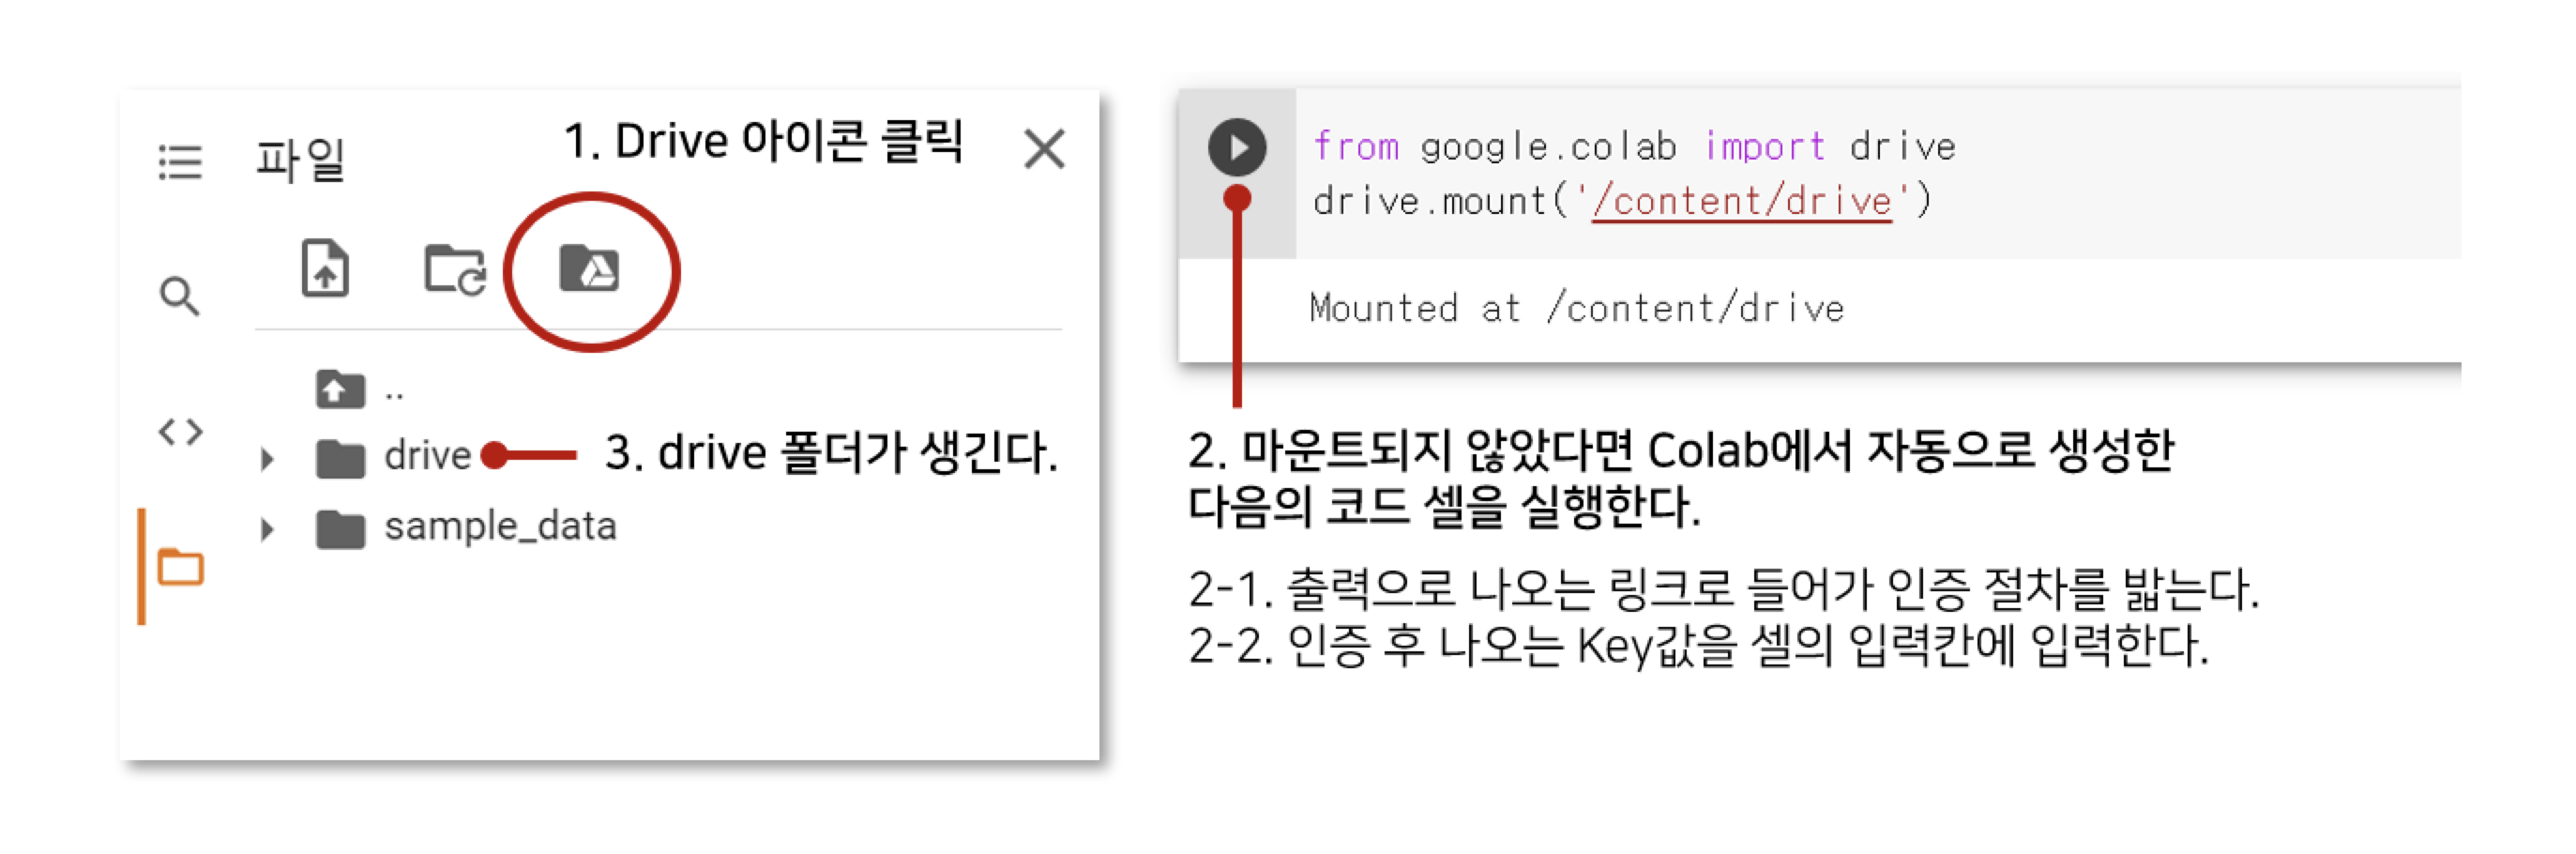 파일
1. Drive 아이콘 클릭
..
drive
3. drive 폴더가 생긴다.
sample_data
from google.colab import drive
drive.mount('/content/drive')
Mounted at /content/drive
2. 마운트되지 않았다면 Colab에서 자동으로 생성한
다음의 코드 셀을 실행한다.
2-1. 출력으로 나오는 링크로 들어가 인증 절차를 밟는다.
2-2. 인증 후 나오는 Key값을 셀의 입력칸에 입력한다.